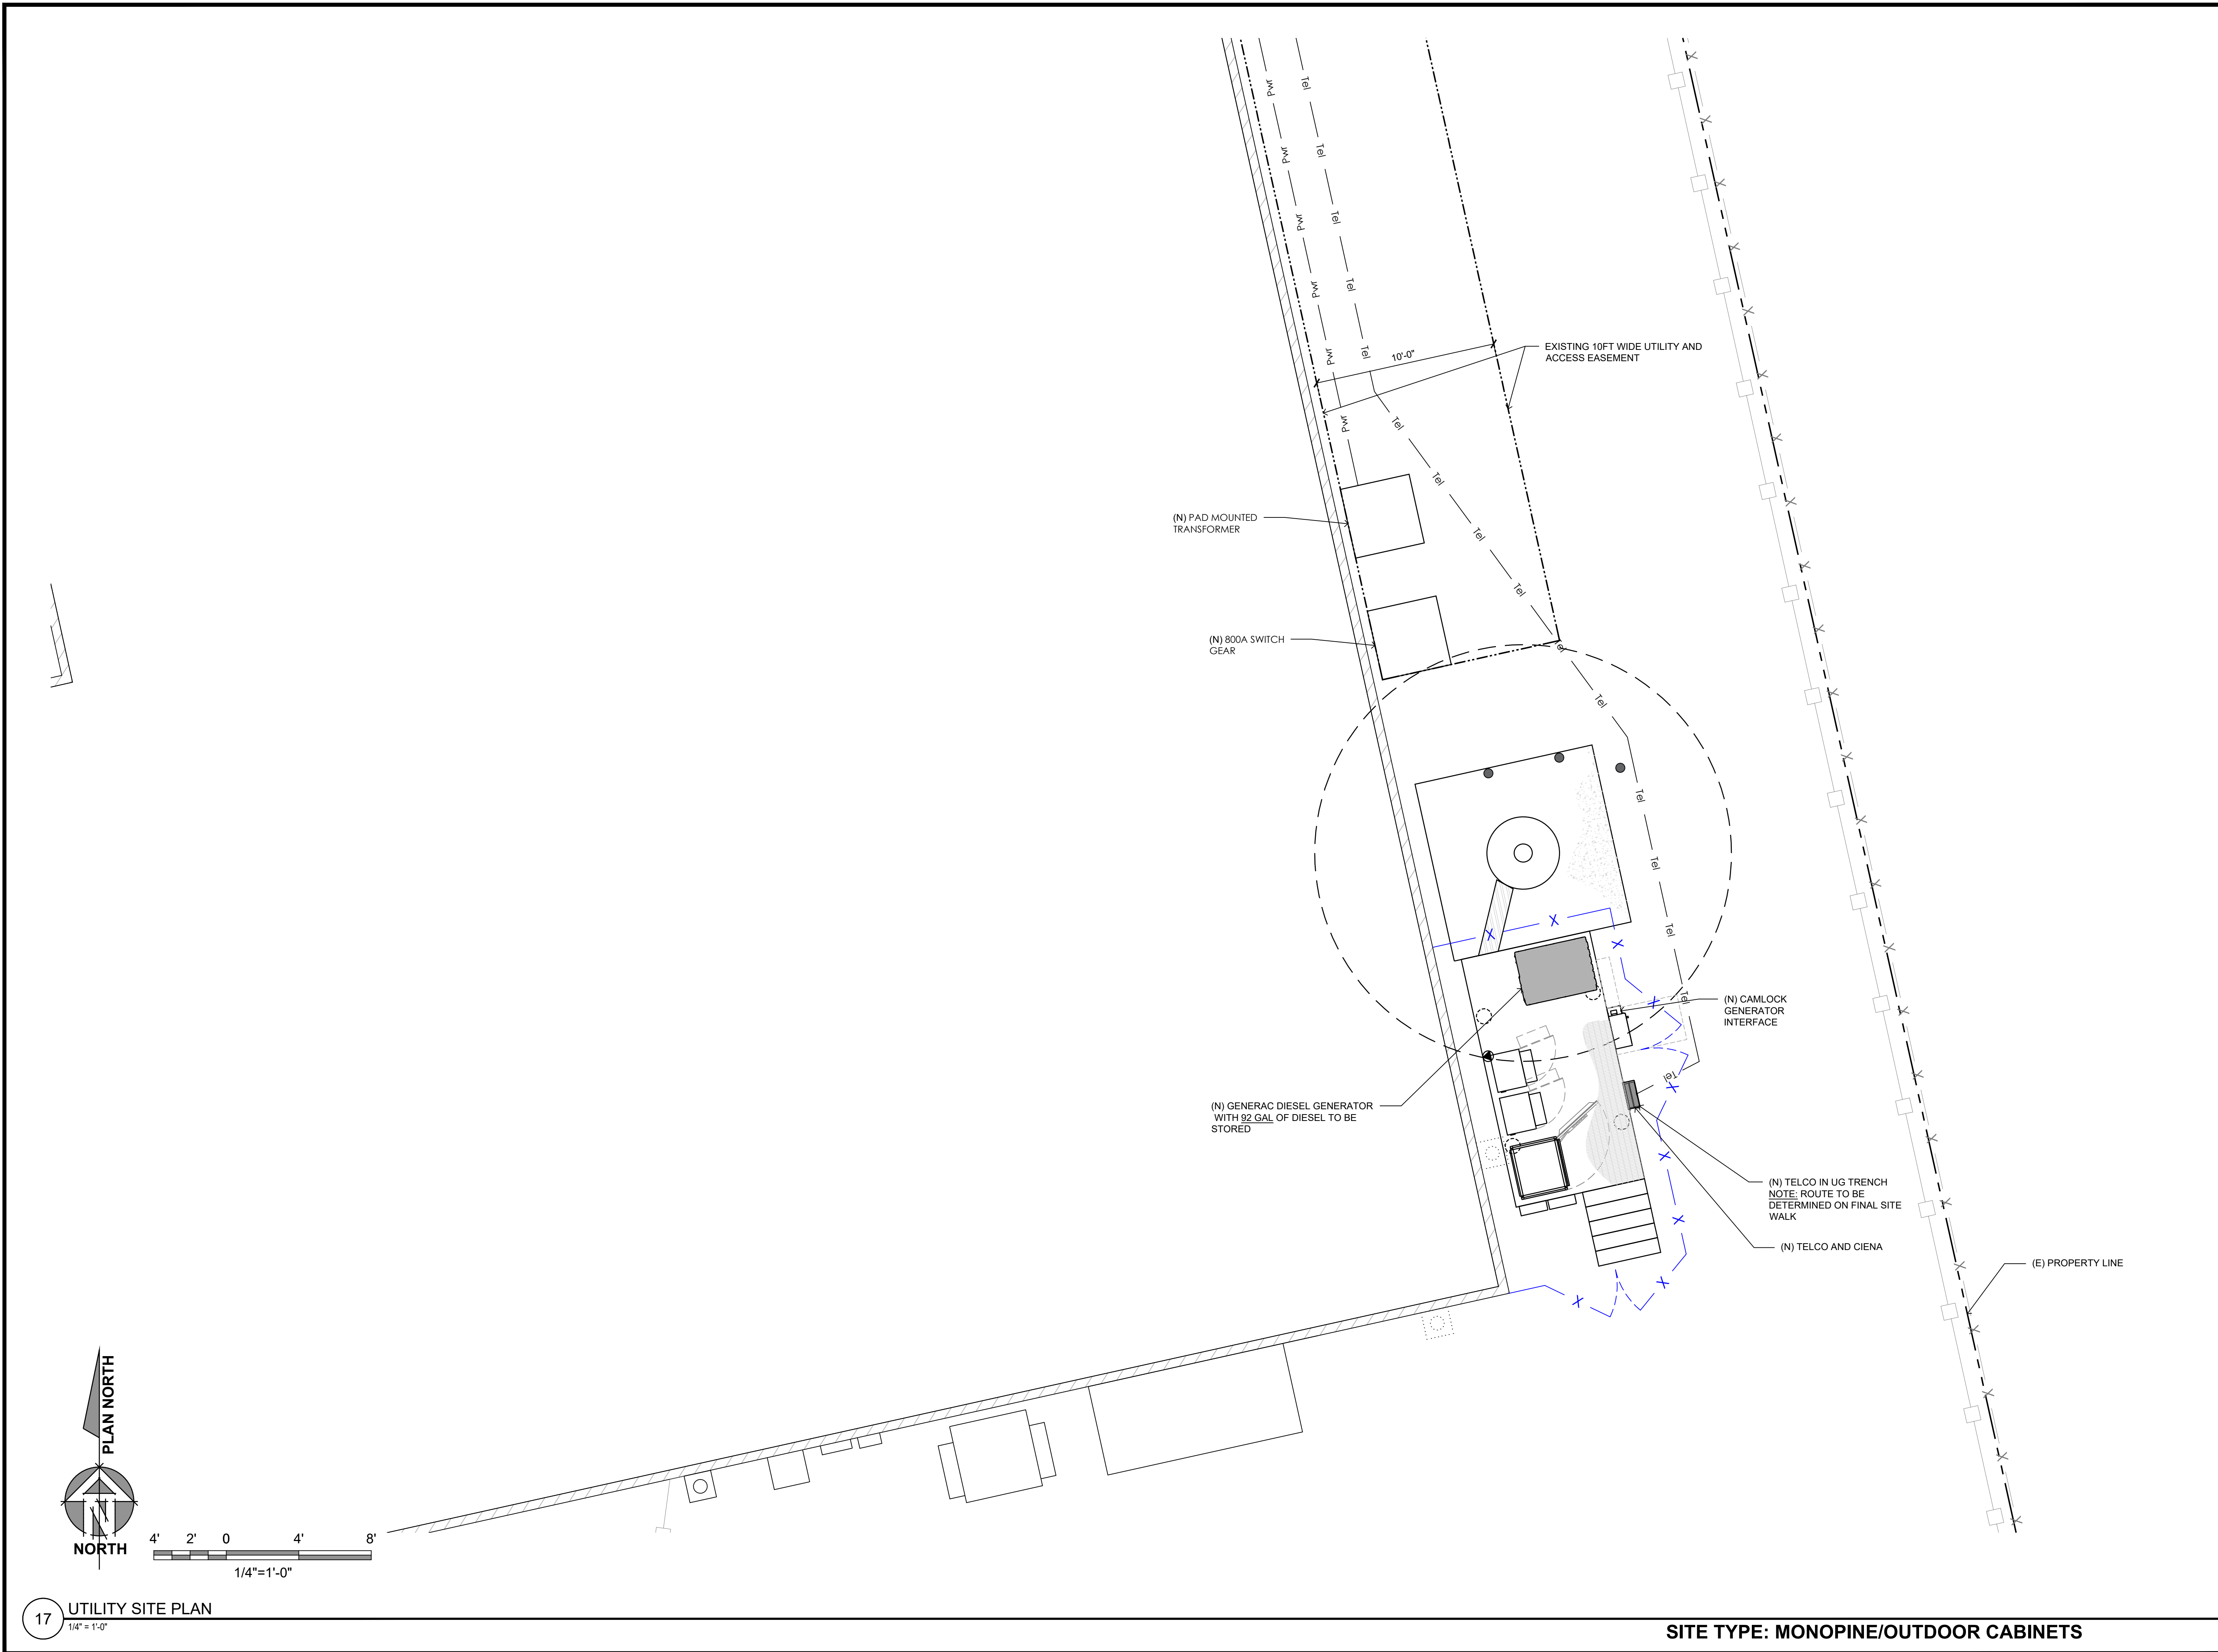 Pwr
Tel
Pwr
Tel
Pwr
Tel
Pwr
Tel
Pwr
Tel
10'-0"
EXISTING 10FT WIDE UTILITY AND
ACCESS EASEMENT
Pwr
Tel
Tel
(N) PAD MOUNTED
TRANSFORMER
Tel
Tel
(N) 800A SWITCH
GEAR
Tel
Tel
Tel
Tel
Tel
Tel
(N) CAMLOCK
GENERATOR
INTERFACE
Tel
(N) GENERAC DIESEL GENERATOR
WITH 92 GAL OF DIESEL TO BE
STORED
(N) TELCO IN UG TRENCH
NOTE: ROUTE TO BE
DETERMINED ON FINAL SITE
WALK
(N) TELCO AND CIENA
(E) PROPERTY LINE
PLAN NORTH
N
NORTH
4' 2' 0 4' 8'
1/4"=1'-0"
17 UTILITY SITE PLAN
1/4" = 1'-0"
SITE TYPE: MONOPINE/OUTDOOR CABINETS